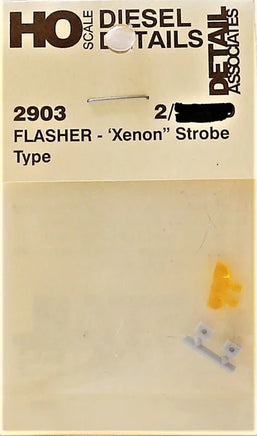 HO SCALE DIESEL DETAILS
DETAIL ASSOCIATES
2903 2/
FLASHER - 'Xenon" Strobe
Type